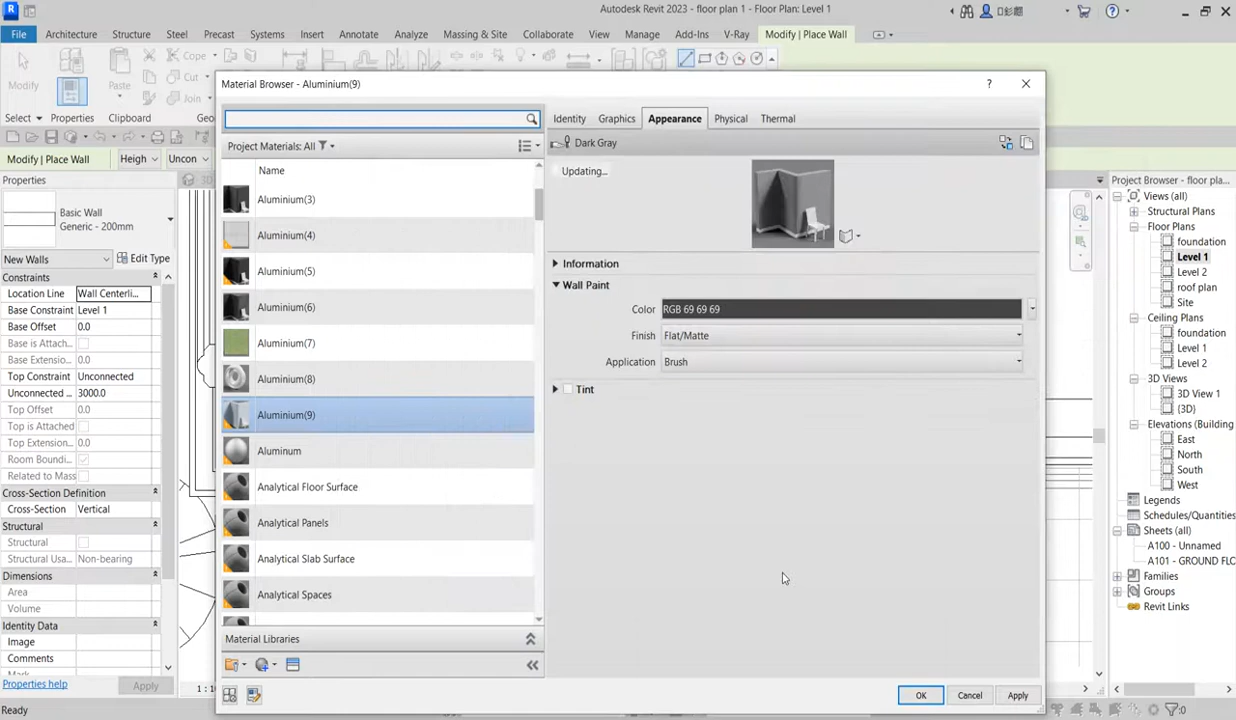 Autodesk Revit 2023 - floor plan 1 - Floor Plan: Level 1
File Architecture Structure Steel Precast Systems Insert Annotate Analyze Massing & Site Collaborate View Manage Add-Ins V-Ray Modify | Place Wall
Modify
Paste
Cope
Cut
Join
Select
Properties
Clipboard
Modify | Place Wall
Heigh
Uncon
Properties
Basic Wall
Generic - 200mm
New Walls
Edit Type
Constraints
Location Line Wall Centerli...
Base Constraint Level 1
Base Offset 0.0
Base is Attach...
Base Extensio... 0.0
Top Constraint Unconnected
Unconnected ... 3000.0
Top Offset 0.0
Top is Attached
Top Extension... 0.0
Room Boundi...
Related to Mass
Cross-Section Definition
Cross-Section Vertical
Structural
Structural
Structural Usa... Non-bearing
Dimensions
Area
Volume
Identity Data
Image
Comments
Properties help
Apply
Ready
Material Browser - Aluminium(9)
Project Materials: All
Name
Aluminium(3)
Aluminium(4)
Aluminium(5)
Aluminium(6)
Aluminium(7)
Aluminium(8)
Aluminium(9)
Aluminum
Analytical Floor Surface
Analytical Panels
Analytical Slab Surface
Analytical Spaces
Material Libraries
Identity Graphics Appearance Physical Thermal
Dark Gray
Updating...
Information
Wall Paint
Color RGB 69 69 69
Finish Flat/Matte
Application Brush
Tint
OK Cancel Apply
Project Browser - floor pla...
Views (all)
Structural Plans
Floor Plans
foundation
Level 1
Level 2
roof plan
Site
Ceiling Plans
foundation
Level 1
Level 2
3D Views
3D View 1
{3D}
Elevations (Building
East
North
South
West
Legends
Schedules/Quantities
Sheets (all)
A100 - Unnamed
A101 - GROUND FLO
Families
Groups
Revit Links
:0